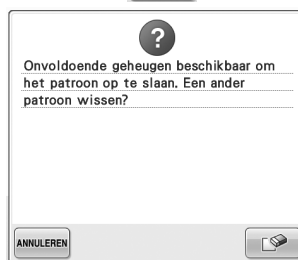 Onvoldoende geheugen beschikbaar om
het patroon op te slaan. Een ander
patroon wissen?
ANNULEREN